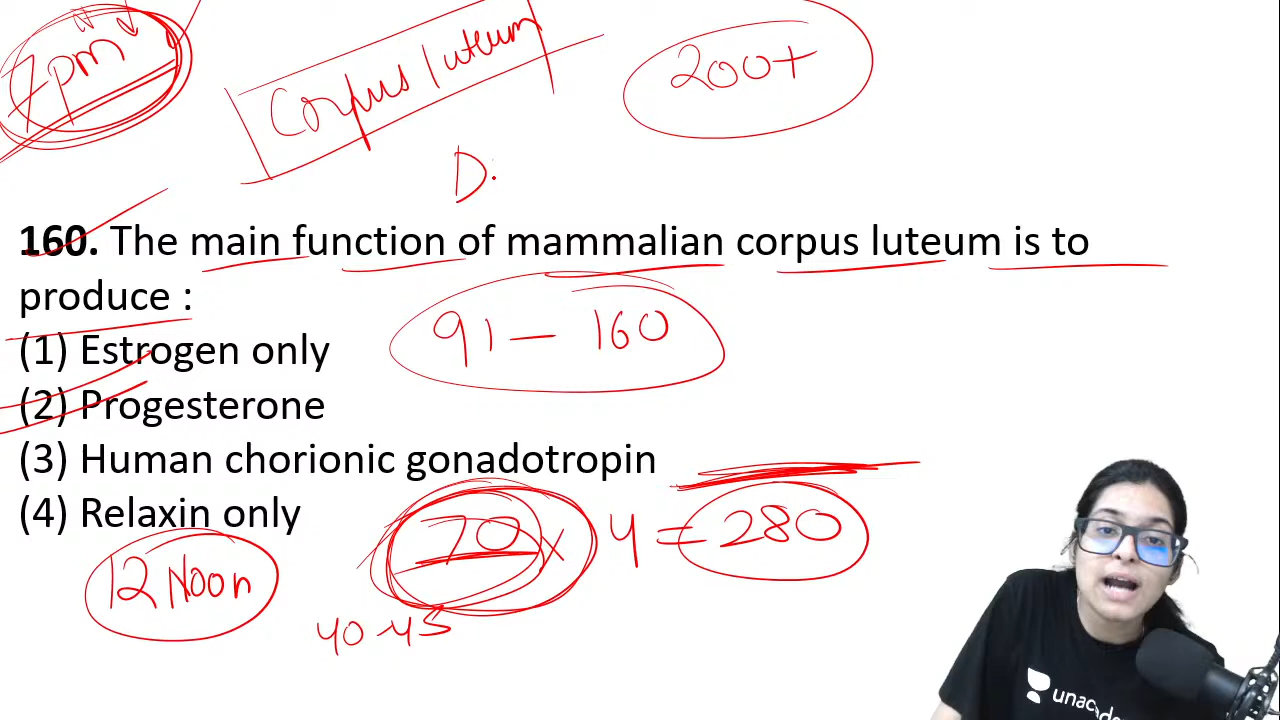 7pm
Corpus luteum
200+
D.
160. The main function of mammalian corpus luteum is to
produce :
91 - 160
(1) Estrogen only
(2) Progesterone
(3) Human chorionic gonadotropin
(4) Relaxin only
70 x 4 = 280
12 Noon
40-45
unacade